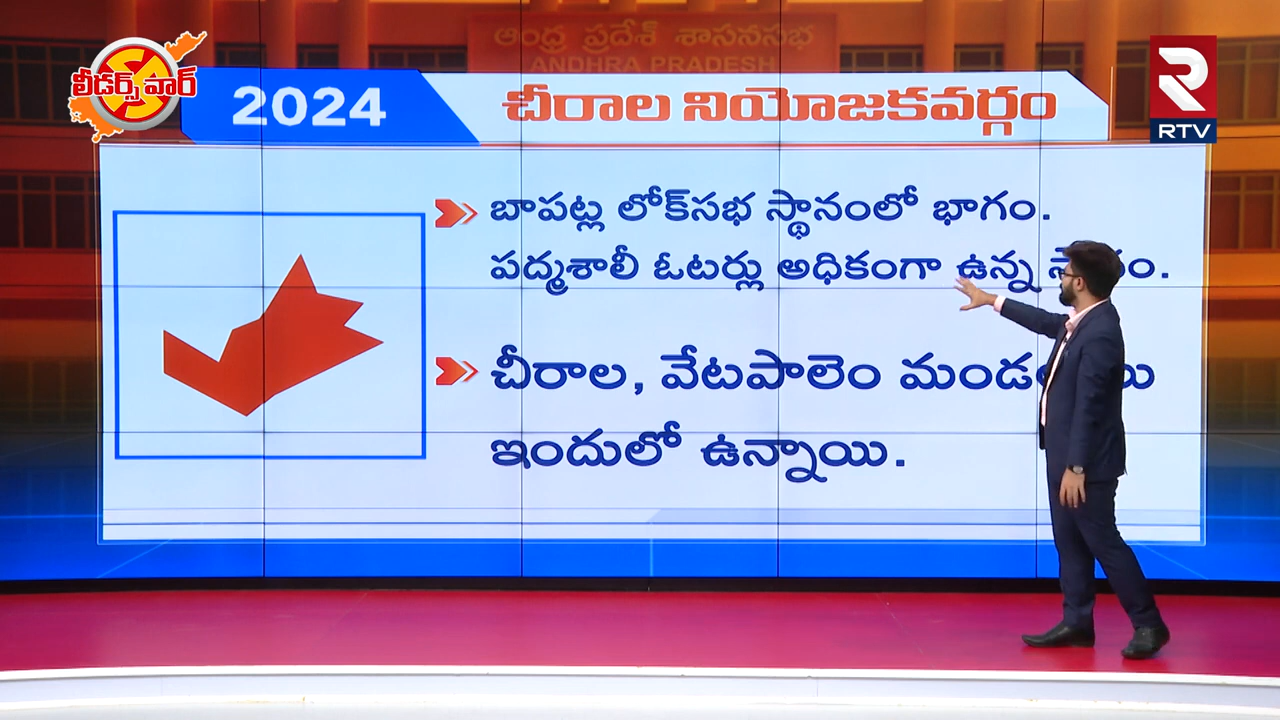 ఆంధ్ర ప్రదేశ్ శాసనసభ
ANDHRA PRADESH
లీడర్స్ వార్
2024
చీరాల నియోజకవర్గం
RTV
బాపట్ల లోక్‌సభ స్థానంలో భాగం.
పద్మశాలీ ఓటర్లు అధికంగా ఉన్న
చీరాల, వేటపాలెం
ఇందులో ఉన్నాయి.